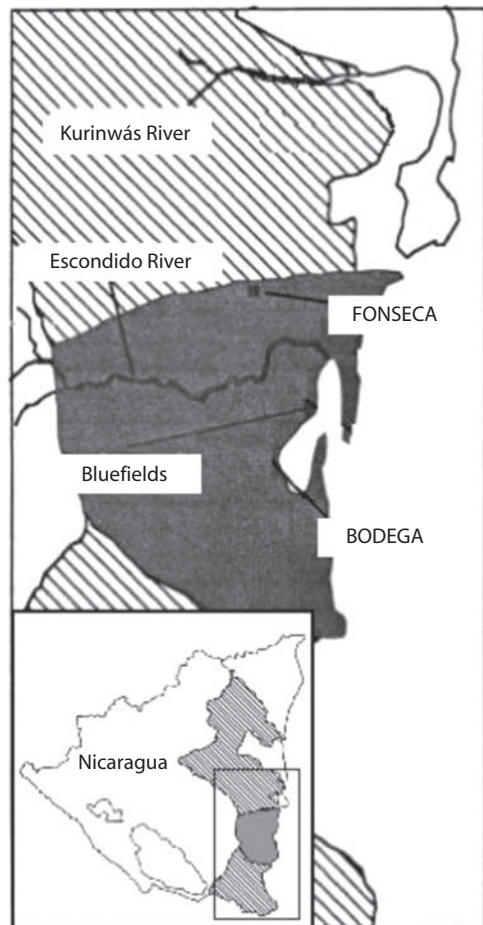 Kurinwás River
Escondido River
FONSECA
Bluefields
BODEGA
Nicaragua